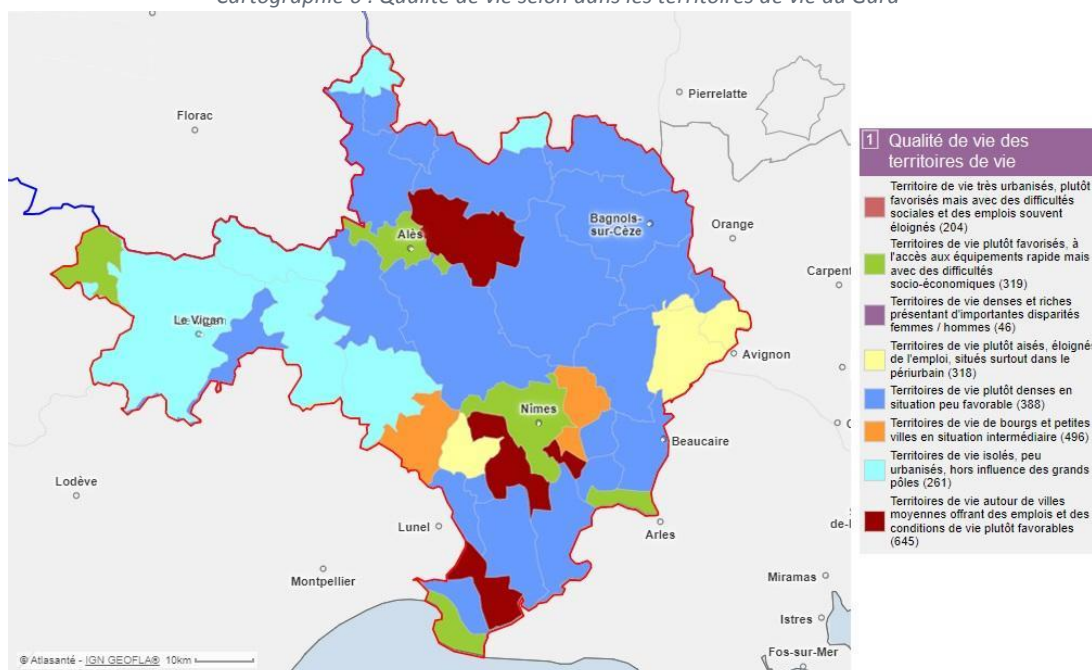 Cartographie 6 : Qualité de vie selon dans les territoires de vie du Gard
Florac
Pierrelatte
Alès
Bagnols-
sur-Cèze
Orange
Carpent
Le Vigan
Avignon
Nîmes
Beaucaire
Lodève
Lunel
Arles
de-l
Montpellier
Miramas
Istres
Fos-sur-Mer
© Atlasanté - IGN GEOFLA® 10km
1 Qualité de vie des
territoires de vie
Territoire de vie très urbanisés, plutôt
favorisés mais avec des difficultés
sociales et des emplois souvent
éloignés (204)
Territoires de vie plutôt favorisés, à
l'accès aux équipements rapide mais
avec des difficultés
socio-économiques (319)
Territoires de vie denses et riches
présentant d'importantes disparités
femmes / hommes (46)
Territoires de vie plutôt aisés, éloignés
de l'emploi, situés surtout dans le
périurbain (318)
Territoires de vie plutôt denses en
situation peu favorable (388)
Territoires de vie de bourgs et petites
villes en situation intermédiaire (496)
Territoires de vie isolés, peu
urbanisés, hors influence des grands
pôles (261)
Territoires de vie autour de villes
moyennes offrant des emplois et des
conditions de vie plutôt favorables
(645)